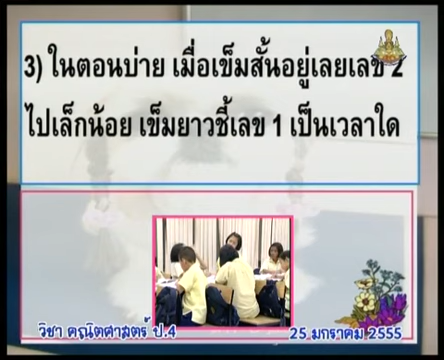 3) ในตอนบ่าย เมื่อเข็มสั้นอยู่เลยเลข 2
ไปเล็กน้อย เข็มยาวชี้เลข 1 เป็นเวลาใด
วิชา คณิตศาสตร์ ป.4
25 มกราคม 2555